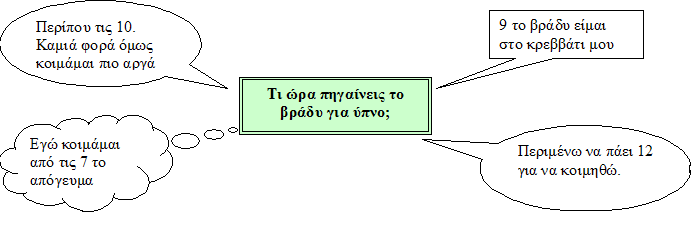 Περίπου τις 10.
Καμιά φορά όμως
κοιμάμαι πιο αργά
9 το βράδυ είμαι
στο κρεββάτι μου
Τι ώρα πηγαίνεις το
βράδυ για ύπνο;
Εγώ κοιμάμαι
από τις 7 το
απόγευμα
Περιμένω να πάει 12
για να κοιμηθώ.